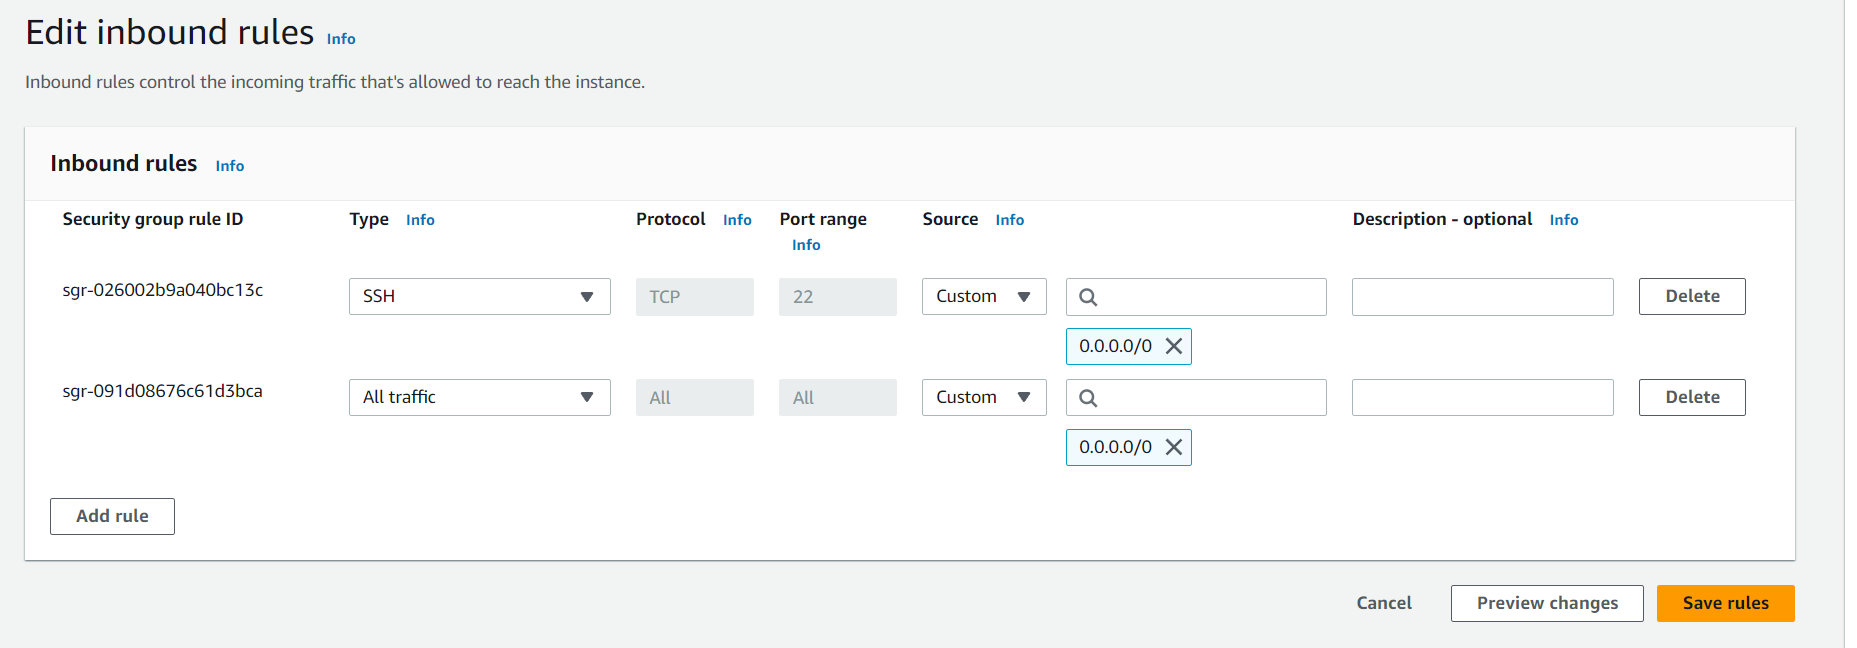 Edit inbound rules Info
Inbound rules control the incoming traffic that's allowed to reach the instance.
Inbound rules Info
Security group rule ID Type Info Protocol Info Port range Info Source Info Description - optional Info
sgr-026002b9a040bc13c SSH TCP 22 Custom Delete
0.0.0.0/0
sgr-091d08676c61d3bca All traffic All All Custom Delete
0.0.0.0/0
Add rule
Cancel Preview changes Save rules